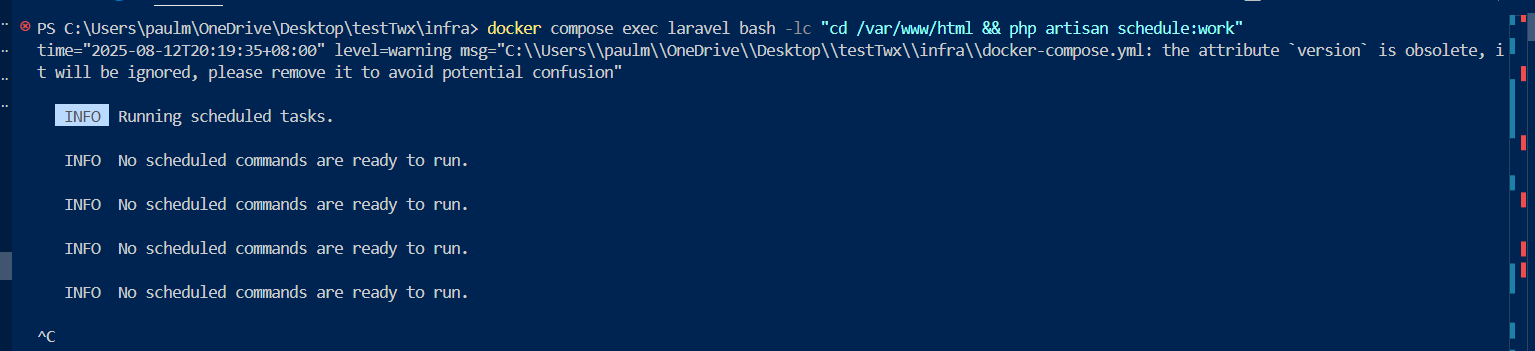 PS C:\Users\paulm\OneDrive\Desktop\testTwx\infra> docker compose exec laravel bash -lc "cd /var/www/html && php artisan schedule:work"
time="2025-08-12T20:19:35+08:00" level=warning msg="C:\\Users\\paulm\\OneDrive\\Desktop\\testTwx\\infra\\docker-compose.yml: the attribute `version` is obsolete, i
t will be ignored, please remove it to avoid potential confusion"
INFO Running scheduled tasks.
INFO No scheduled commands are ready to run.
INFO No scheduled commands are ready to run.
INFO No scheduled commands are ready to run.
INFO No scheduled commands are ready to run.
^C